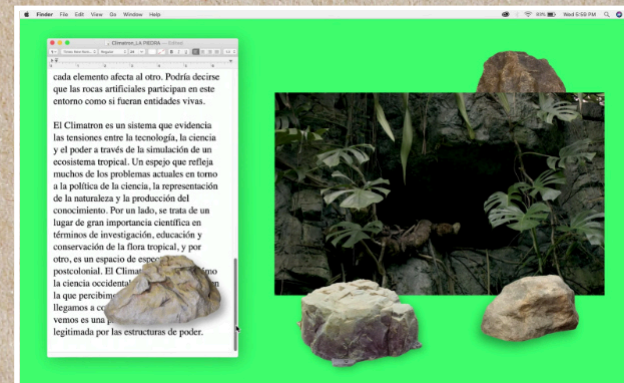 Finder File Edit View Go Window Help
Wed 5:59 PM
Climatron_LA PIEDRA — Edited
cada elemento afecta al otro. Podría decirse
que las rocas artificiales participan en este
entorno como si fueran entidades vivas.
El Climatron es un sistema que evidencia
las tensiones entre la tecnología, la ciencia
y el poder a través de la simulación de un
ecosistema tropical. Un espejo que refleja
muchos de los problemas actuales en torno
a la política de la ciencia, la representación
de la naturaleza y la producción del
conocimiento. Por un lado, se trata de un
lugar de gran importancia científica en
términos de investigación, educación y
conservación de la flora tropical, y por
otro, es un espacio de
postcolonial. El
la ciencia
la que
llegamos a
vemos es una
legitimada por las estructuras de poder.